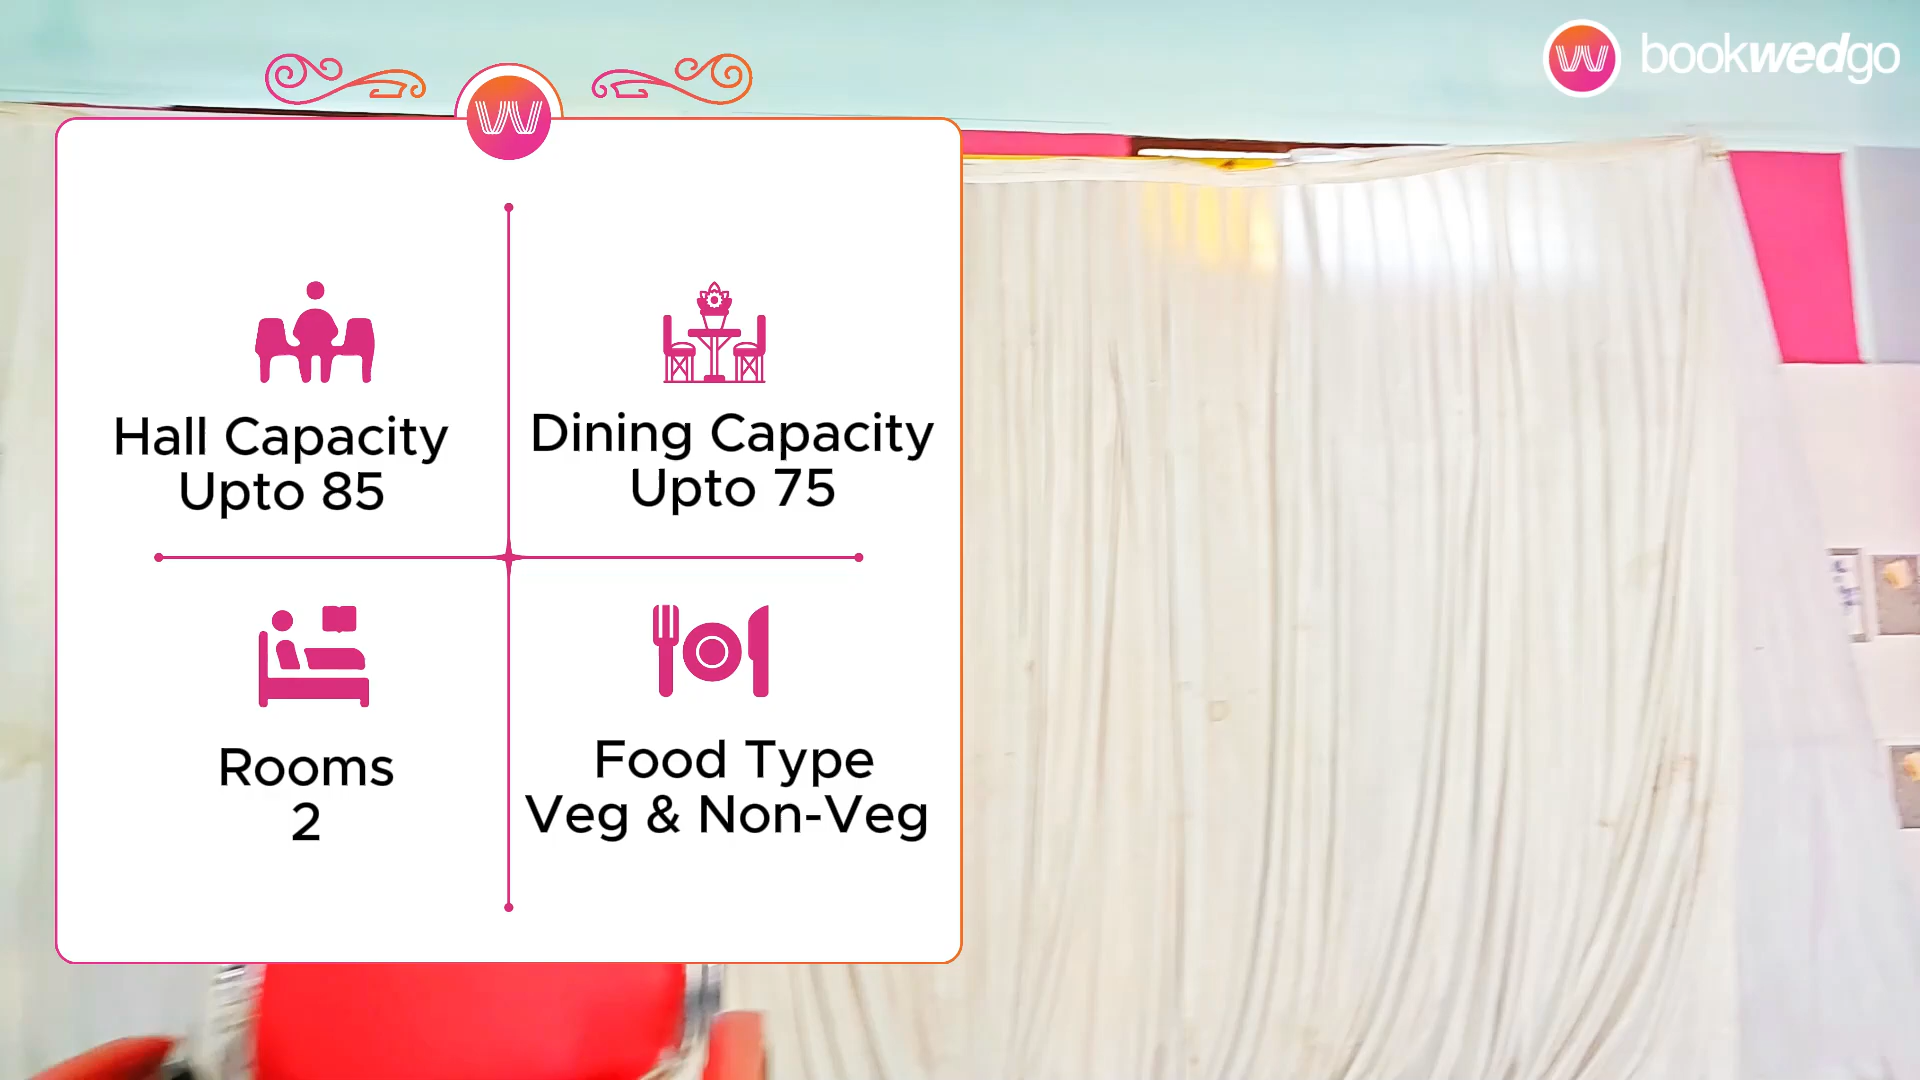 bookwedgo
Hall Capacity
Upto 85
Dining Capacity
Upto 75
Rooms
2
Food Type
Veg & Non-Veg